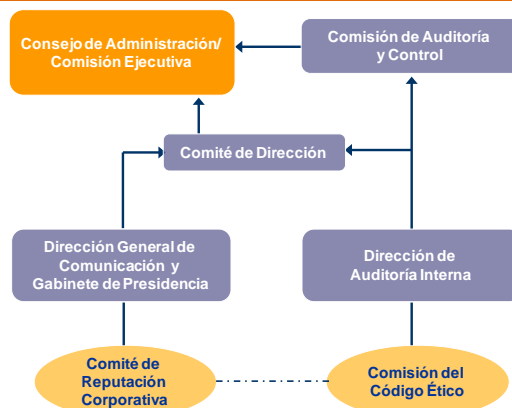 Consejo de Administración/
Comisión Ejecutiva
Comisión de Auditoría
y Control
Comité de Dirección
Dirección General de
Comunicación y
Gabinete de Presidencia
Dirección de
Auditoría Interna
Comité de
Reputación
Corporativa
Comisión del
Código Ético